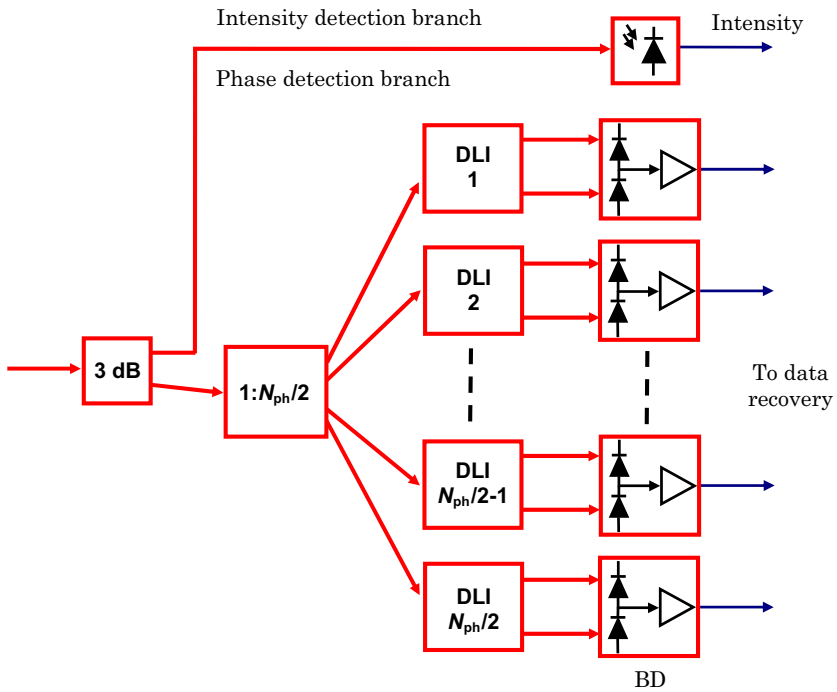 Intensity detection branch
Intensity
Phase detection branch
DLI
1
DLI
2
3 dB
1:Nph/2
To data
recovery
DLI
Nph/2-1
DLI
Nph/2
BD